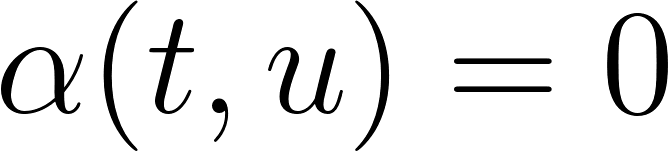 α(t, u) = 0